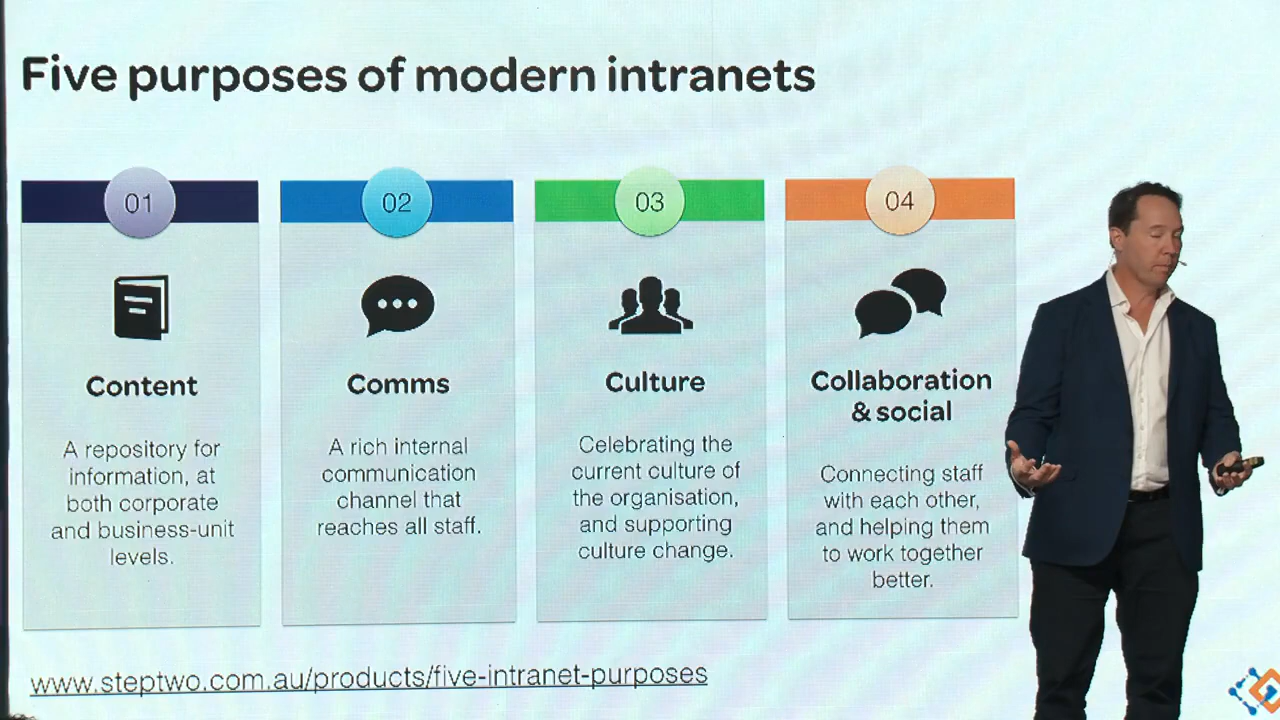 Five purposes of modern intranets
01
Content
A repository for
information, at
both corporate
and business-unit
levels.
02
Comms
A rich internal
communication
channel that
reaches all staff.
03
Culture
Celebrating the
current culture of
the organisation,
and supporting
culture change.
04
Collaboration
& social
Connecting staff
with each other,
and helping them
to work together
better.
www.steptwo.com.au/products/five-intranet-purposes